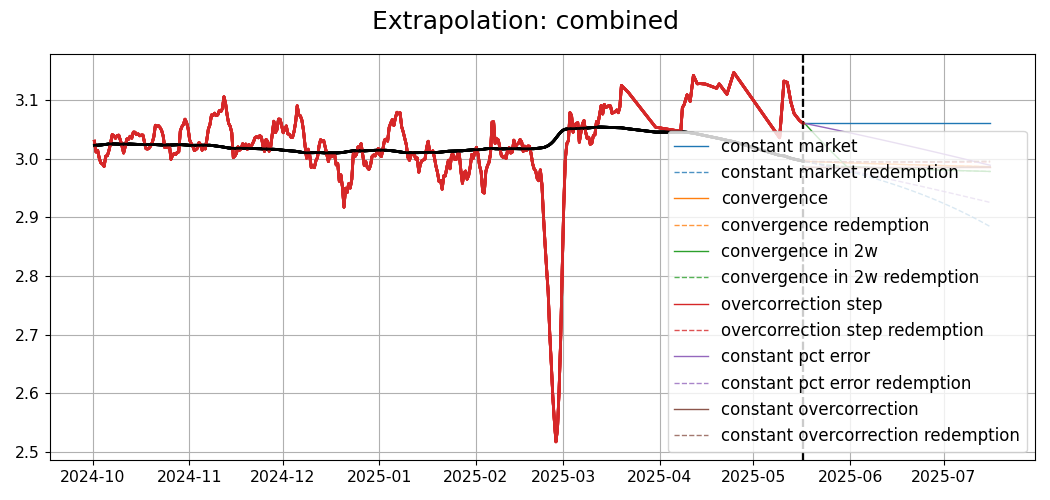 Extrapolation: combined
3.1
3.0
2.9
2.8
2.7
2.6
2.5
constant market
constant market redemption
convergence
convergence redemption
convergence in 2w
convergence in 2w redemption
overcorrection step
overcorrection step redemption
constant pct error
constant pct error redemption
constant overcorrection
constant overcorrection redemption
2024-10 2024-11 2024-12 2025-01 2025-02 2025-03 2025-04 2025-05 2025-06 2025-07